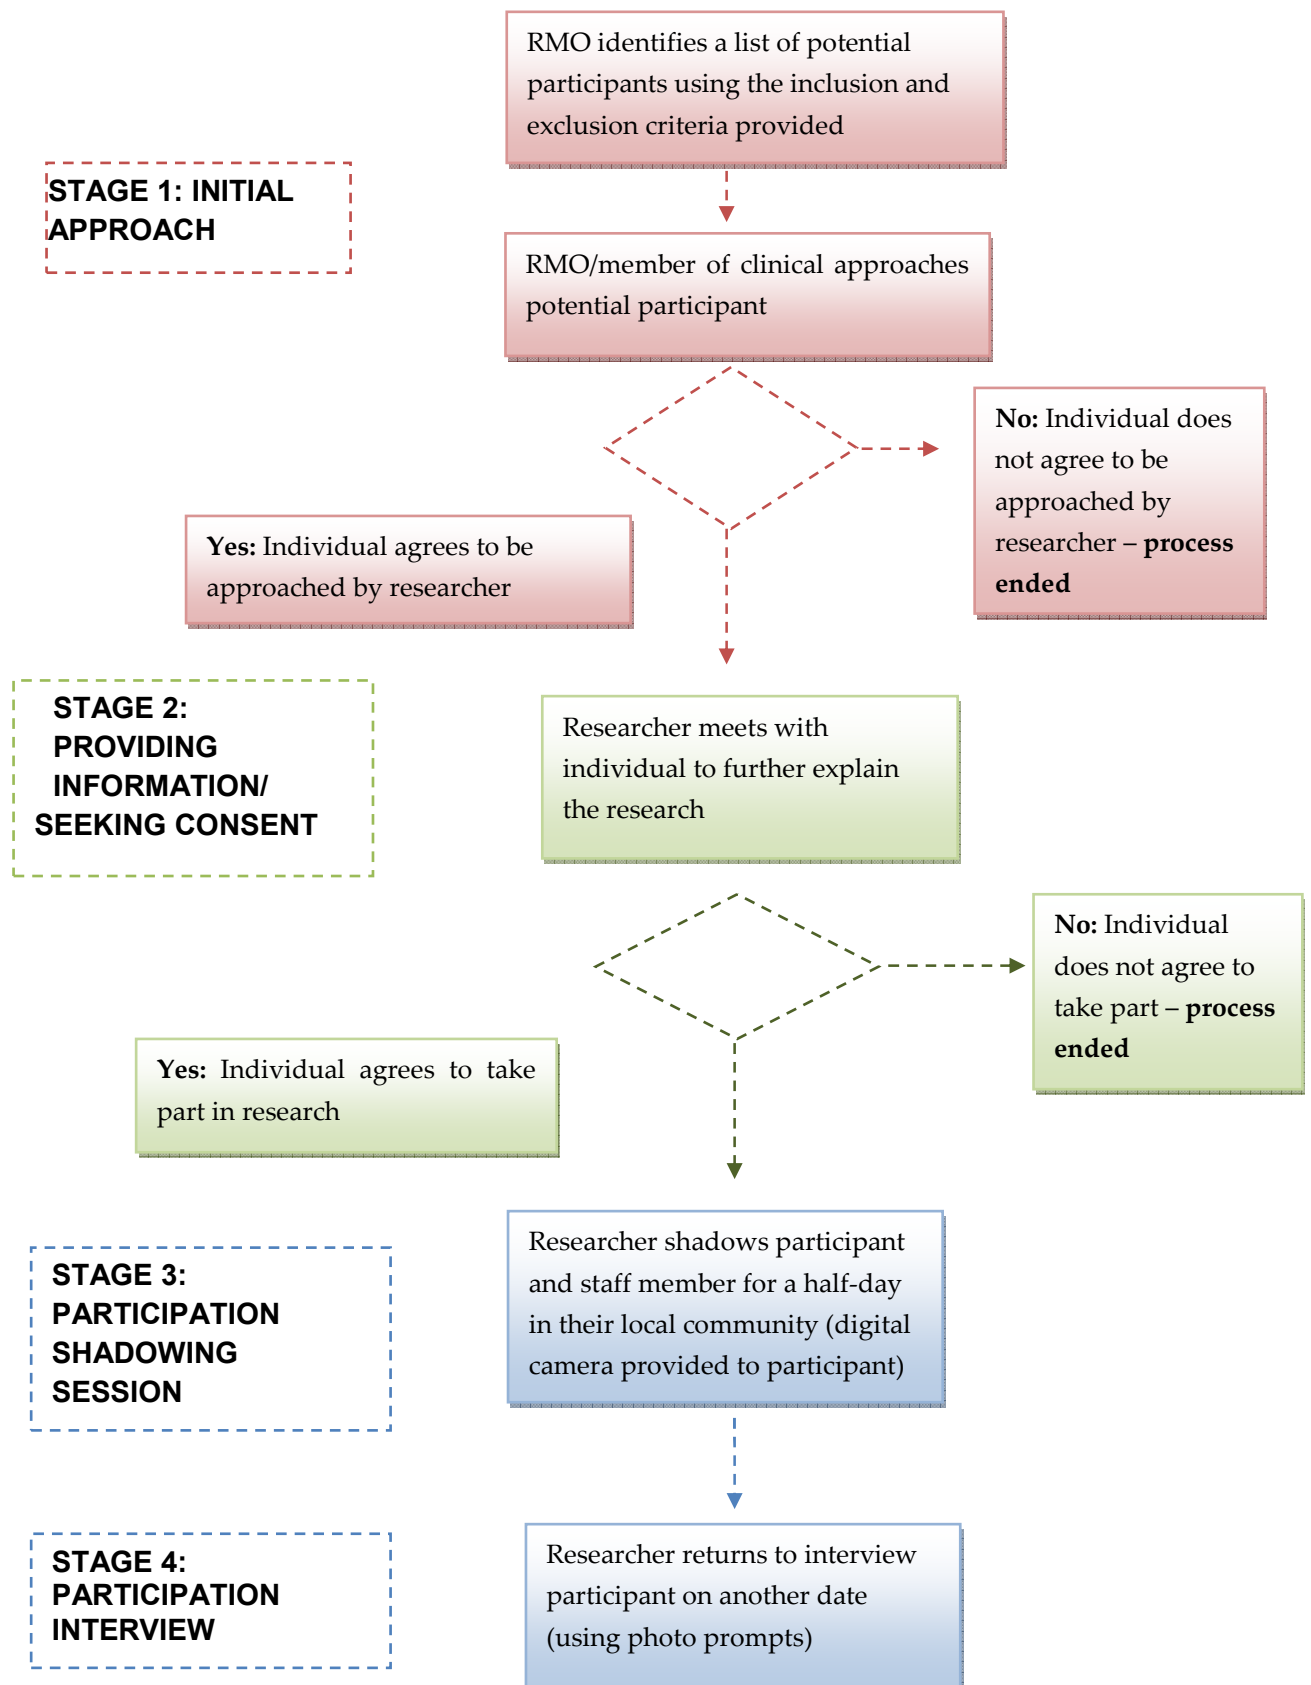 RMO identifies a list of potential
participants using the inclusion and
exclusion criteria provided
STAGE 1: INITIAL
APPROACH
RMO/member of clinical approaches
potential participant
No: Individual does
not agree to be
approached by
researcher – process
ended
Yes: Individual agrees to be
approached by researcher
STAGE 2:
PROVIDING
INFORMATION/
SEEKING CONSENT
Researcher meets with
individual to further explain
the research
No: Individual
does not agree to
take part – process
ended
Yes: Individual agrees to take
part in research
Researcher shadows participant
and staff member for a half-day
in their local community (digital
camera provided to participant)
STAGE 3:
PARTICIPATION
SHADOWING
SESSION
STAGE 4:
PARTICIPATION
INTERVIEW
Researcher returns to interview
participant on another date
(using photo prompts)